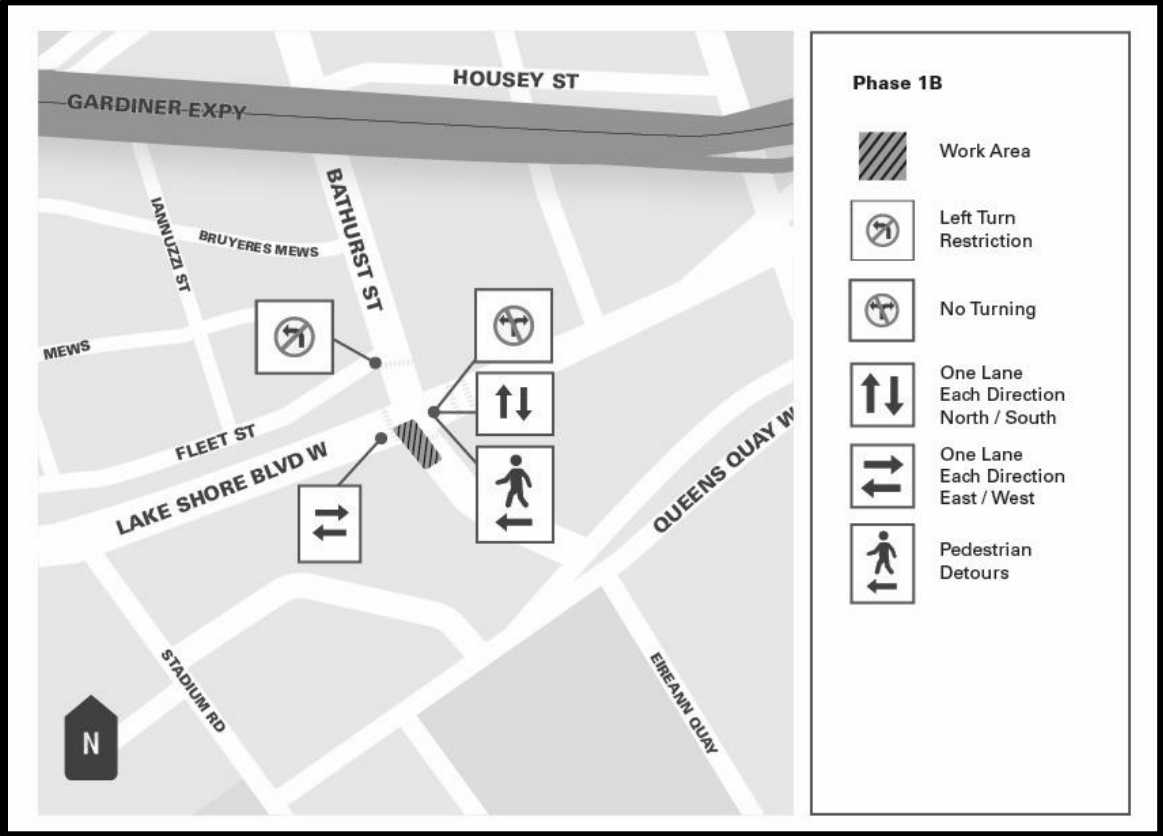 HOUSEY ST
GARDINER EXPY
BATHURST ST
IANNUZZI ST
BRUYERES MEWS
MEWS
FLEET ST
LAKE SHORE BLVD W
QUEENS QUAY W
STADIUM RD
EIREANN QUAY
N
Phase 1B
Work Area
Left Turn
Restriction
No Turning
One Lane
Each Direction
North / South
One Lane
Each Direction
East / West
Pedestrian
Detours